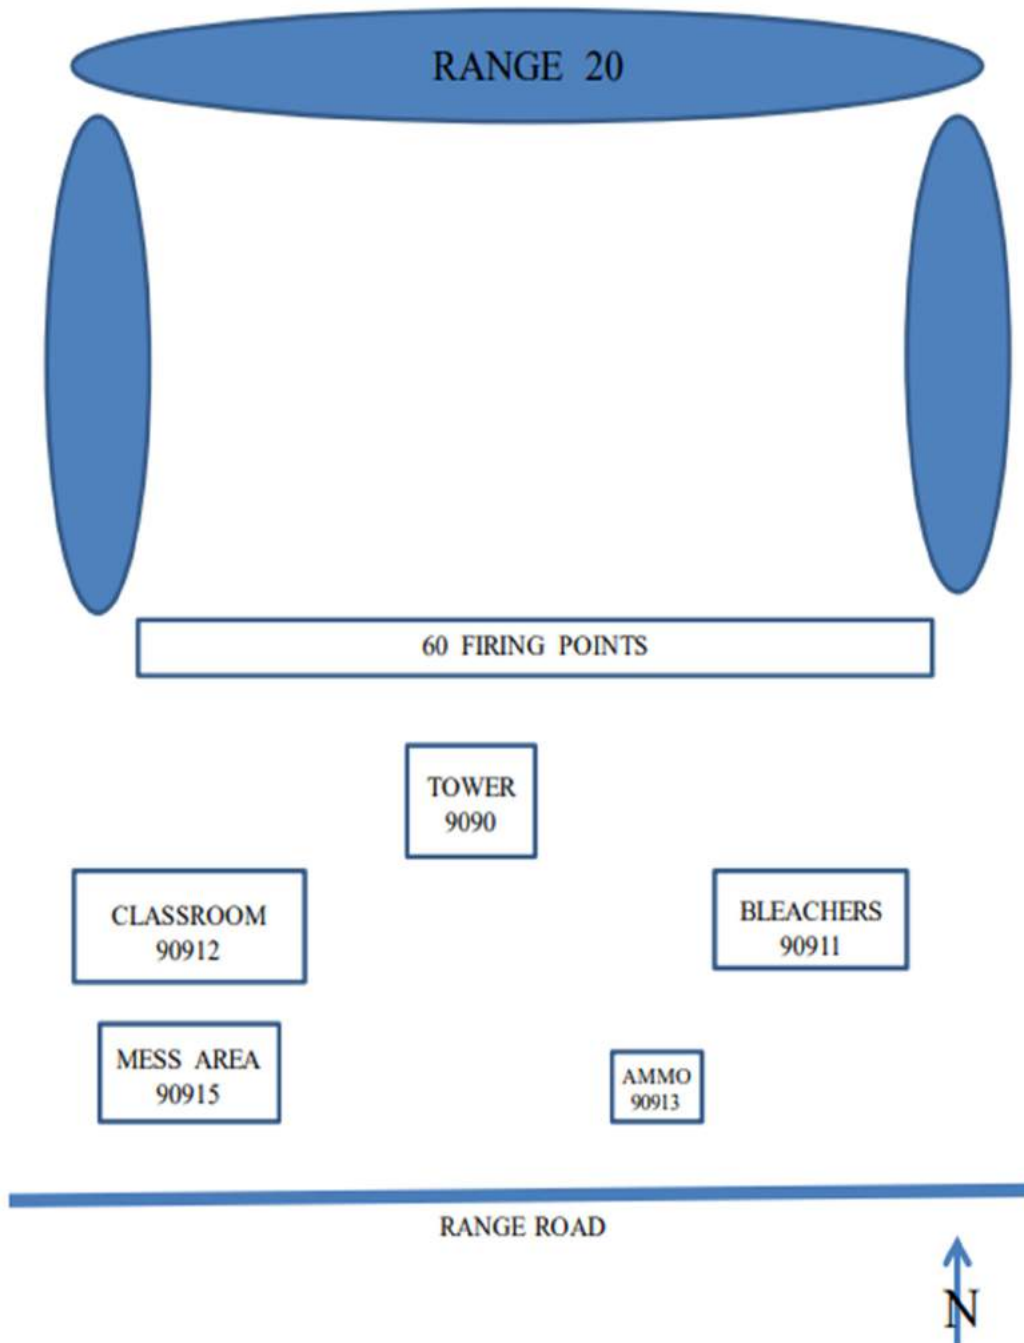 RANGE 20
60 FIRING POINTS
TOWER
9090
CLASSROOM
90912
BLEACHERS
90911
MESS AREA
90915
AMMO
90913
RANGE ROAD
N